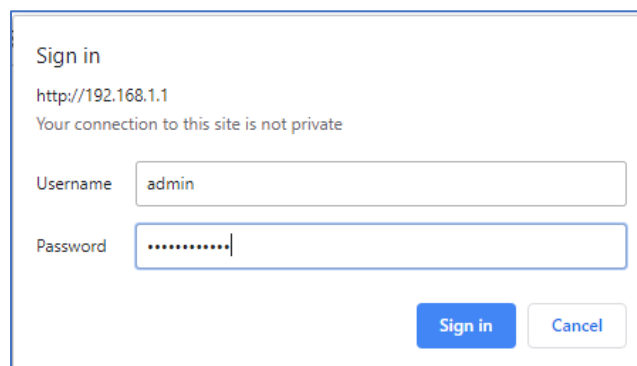 Sign in
http://192.168.1.1
Your connection to this site is not private
Username admin
Password ••••••••••••
Sign in Cancel